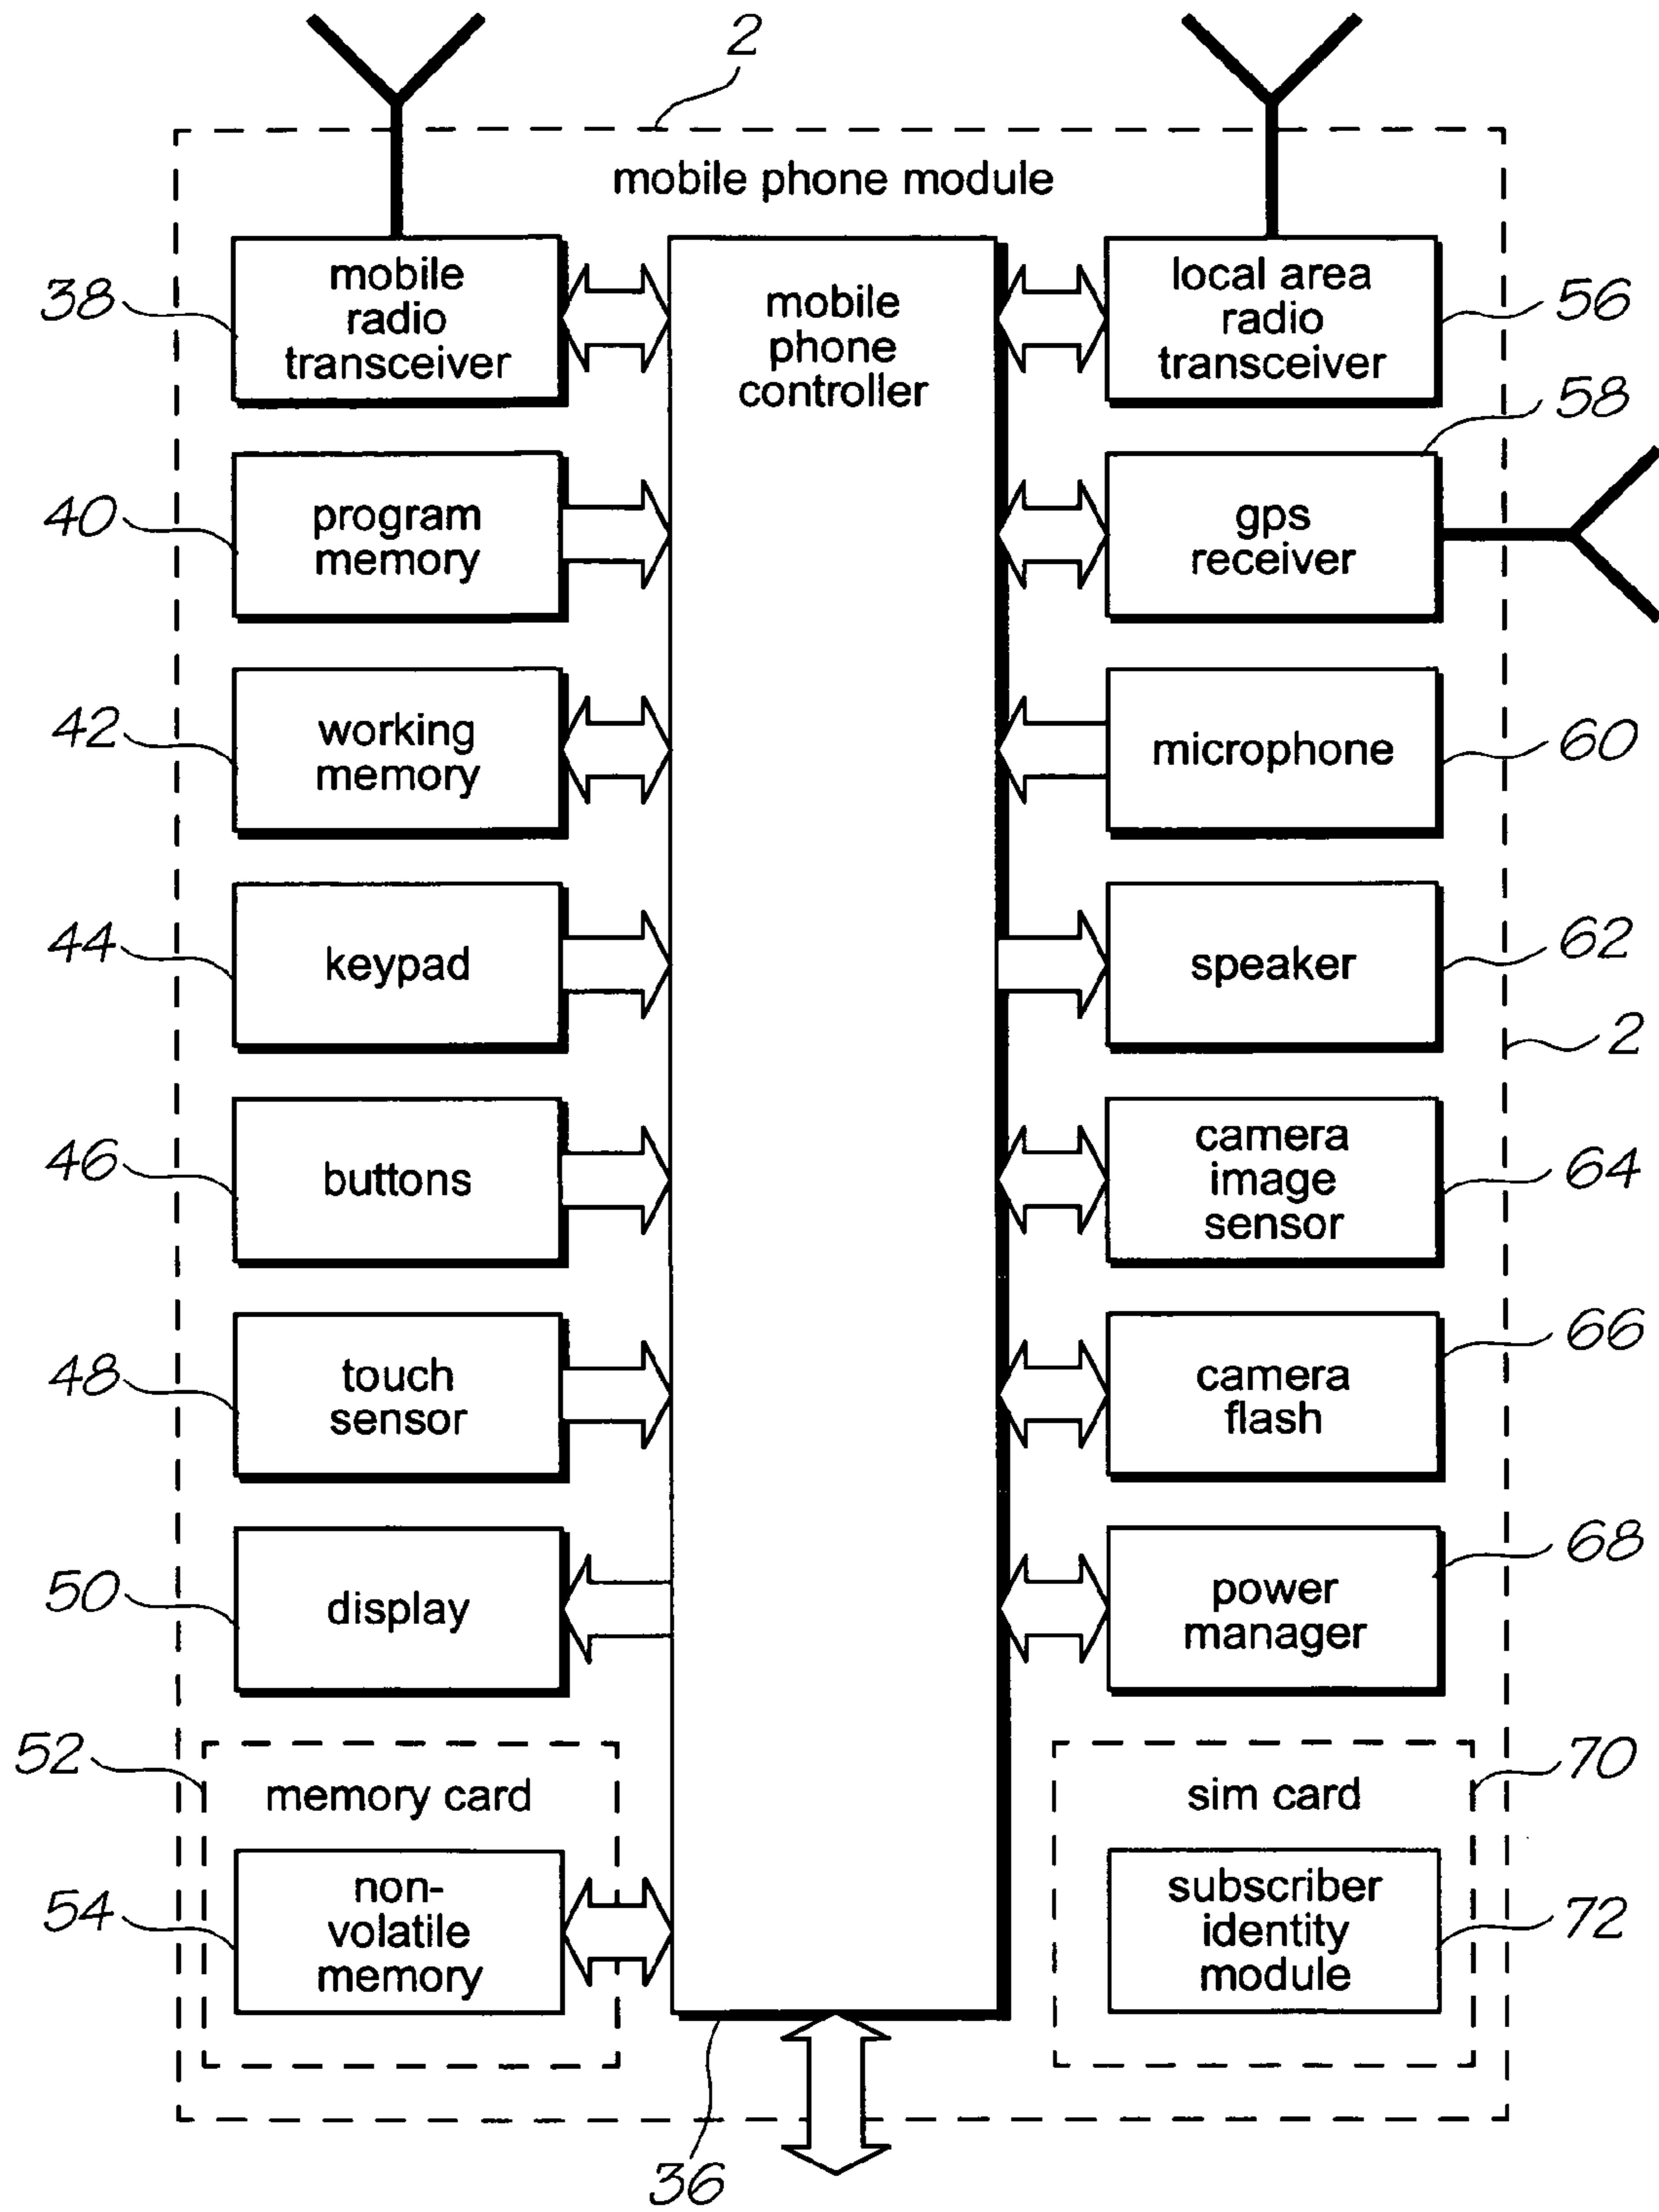 2
mobile phone module
38
mobile
radio
transceiver
mobile
phone
controller
local area
radio
transceiver
56
58
40
program
memory
gps
receiver
42
working
memory
microphone
60
44
keypad
speaker
62
2
46
buttons
camera
image
sensor
64
48
touch
sensor
camera
flash
66
50
display
power
manager
68
52
memory card
sim card
70
54
non-
volatile
memory
subscriber
identity
module
72
36